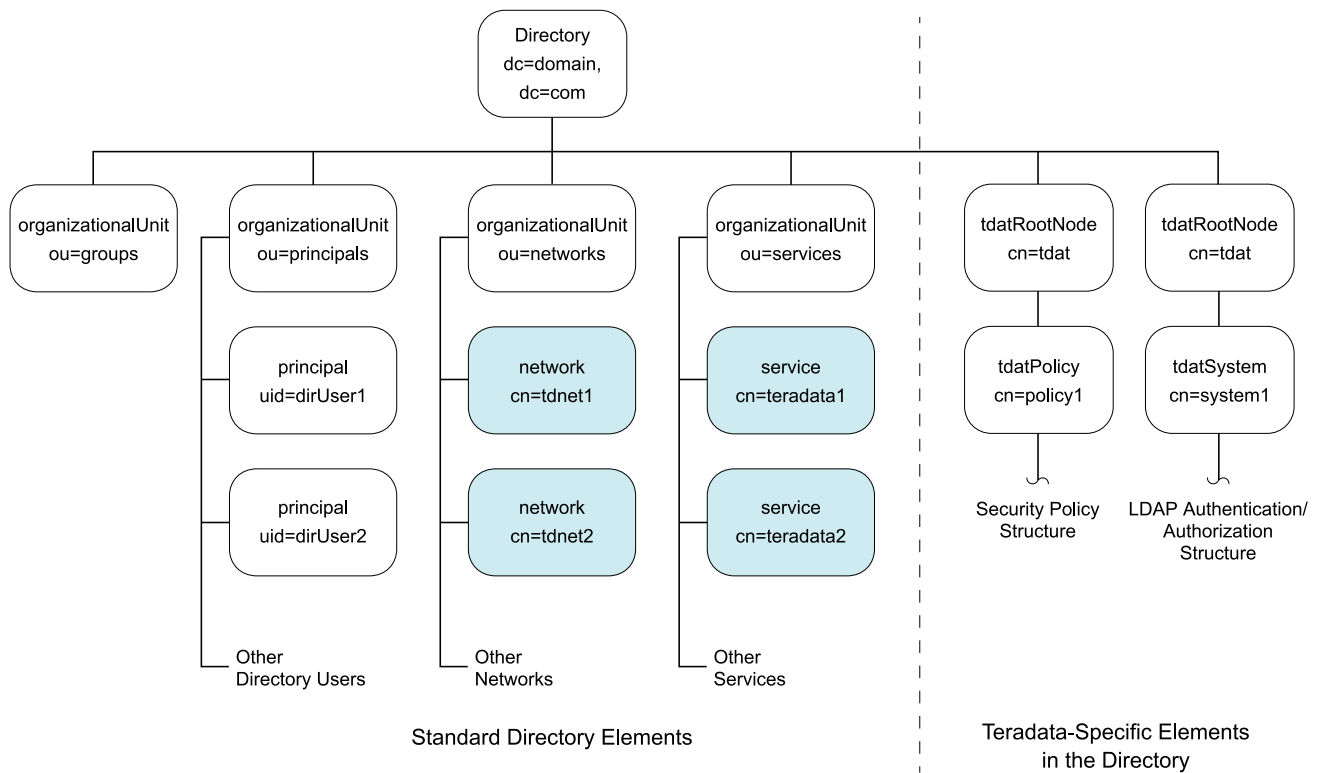 Directory
dc=domain,
dc=com
organizationalUnit
ou=groups
organizationalUnit
ou=principals
organizationalUnit
ou=networks
organizationalUnit
ou=services
tdatRootNode
cn=tdat
tdatRootNode
cn=tdat
principal
uid=dirUser1
network
cn=tdnet1
service
cn=teradata1
tdatPolicy
cn=policy1
tdatSystem
cn=system1
principal
uid=dirUser2
network
cn=tdnet2
service
cn=teradata2
Security Policy
Structure
LDAP Authentication/
Authorization
Structure
Other
Directory Users
Other
Networks
Other
Services
Standard Directory Elements
Teradata-Specific Elements
in the Directory